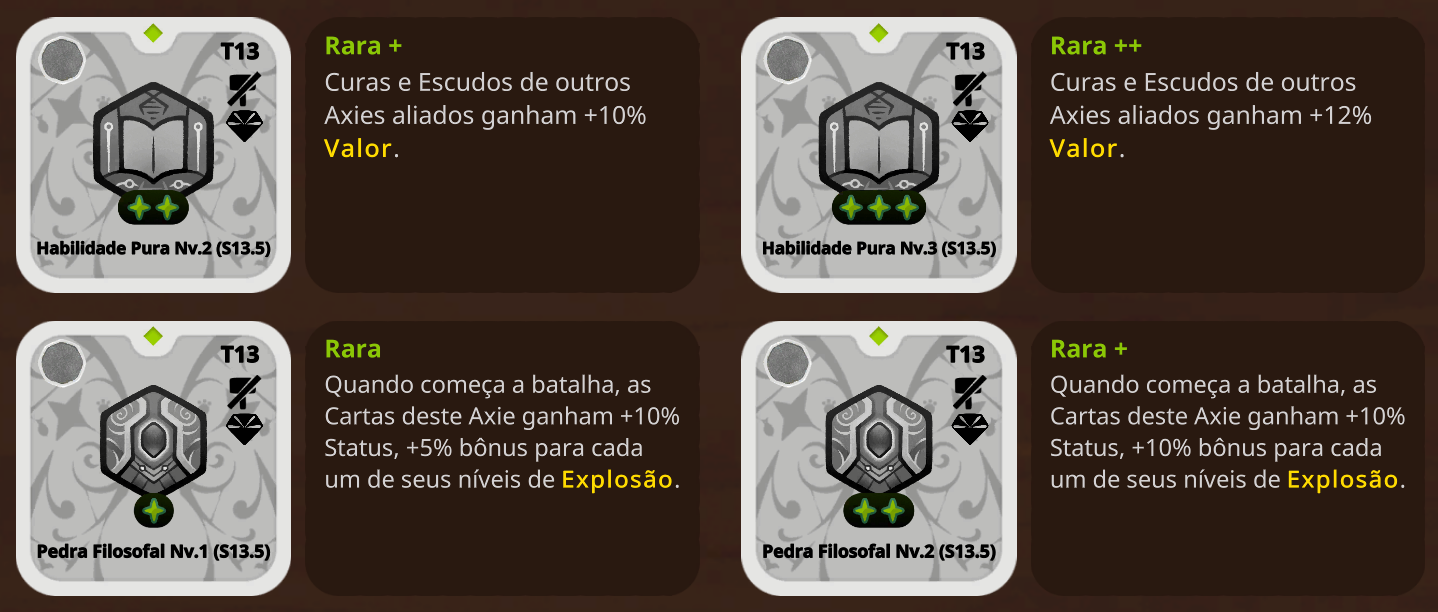 T13
Habilidade Pura Nv.2 (S13.5)
Rara +
Curas e Escudos de outros
Axies aliados ganham +10%
Valor.
T13
Habilidade Pura Nv.3 (S13.5)
Rara ++
Curas e Escudos de outros
Axies aliados ganham +12%
Valor.
T13
Pedra Filosofal Nv.1 (S13.5)
Rara
Quando começa a batalha, as
Cartas deste Axie ganham +10%
Status, +5% bônus para cada
um de seus níveis de Explosão.
T13
Pedra Filosofal Nv.2 (S13.5)
Rara +
Quando começa a batalha, as
Cartas deste Axie ganham +10%
Status, +10% bônus para cada
um de seus níveis de Explosão.